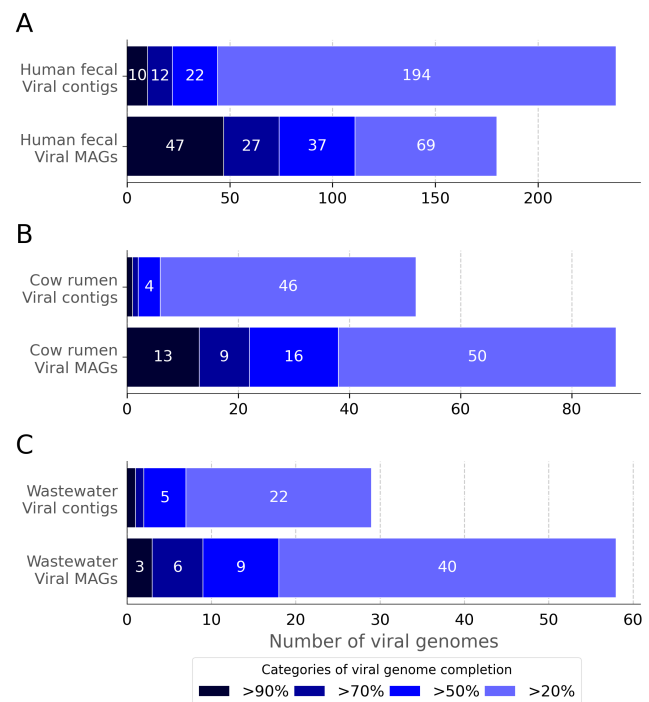 A
Human fecal
Viral contigs
10 12 22 194
Human fecal
Viral MAGs
47 27 37 69
0 50 100 150 200
B
Cow rumen
Viral contigs
4 46
Cow rumen
Viral MAGs
13 9 16 50
0 20 40 60 80
C
Wastewater
Viral contigs
5 22
Wastewater
Viral MAGs
3 6 9 40
0 10 20 30 40 50 60
Number of viral genomes
Categories of viral genome completion
>90% >70% >50% >20%